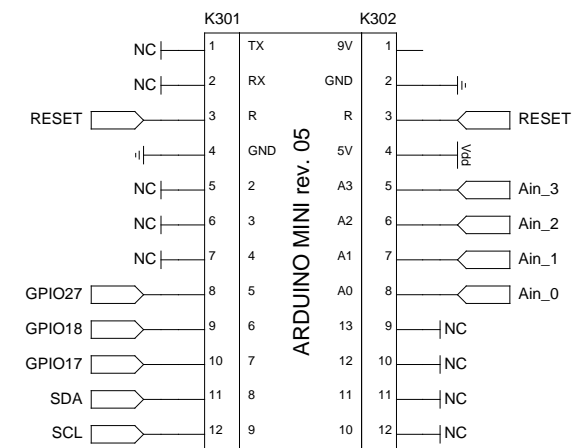 K301 K302
NC 1 TX 9V 1
NC 2 RX GND 2
RESET 3 R R 3 RESET
4 GND 5V 4 Vdd
NC 5 2 A3 5 Ain_3
NC 6 3 A2 6 Ain_2
NC 7 4 A1 7 Ain_1
GPIO27 8 5 A0 8 Ain_0
GPIO18 9 6 13 9 NC
GPIO17 10 7 12 10 NC
SDA 11 8 11 11 NC
SCL 12 9 10 12 NC
ARDUINO MINI rev. 05